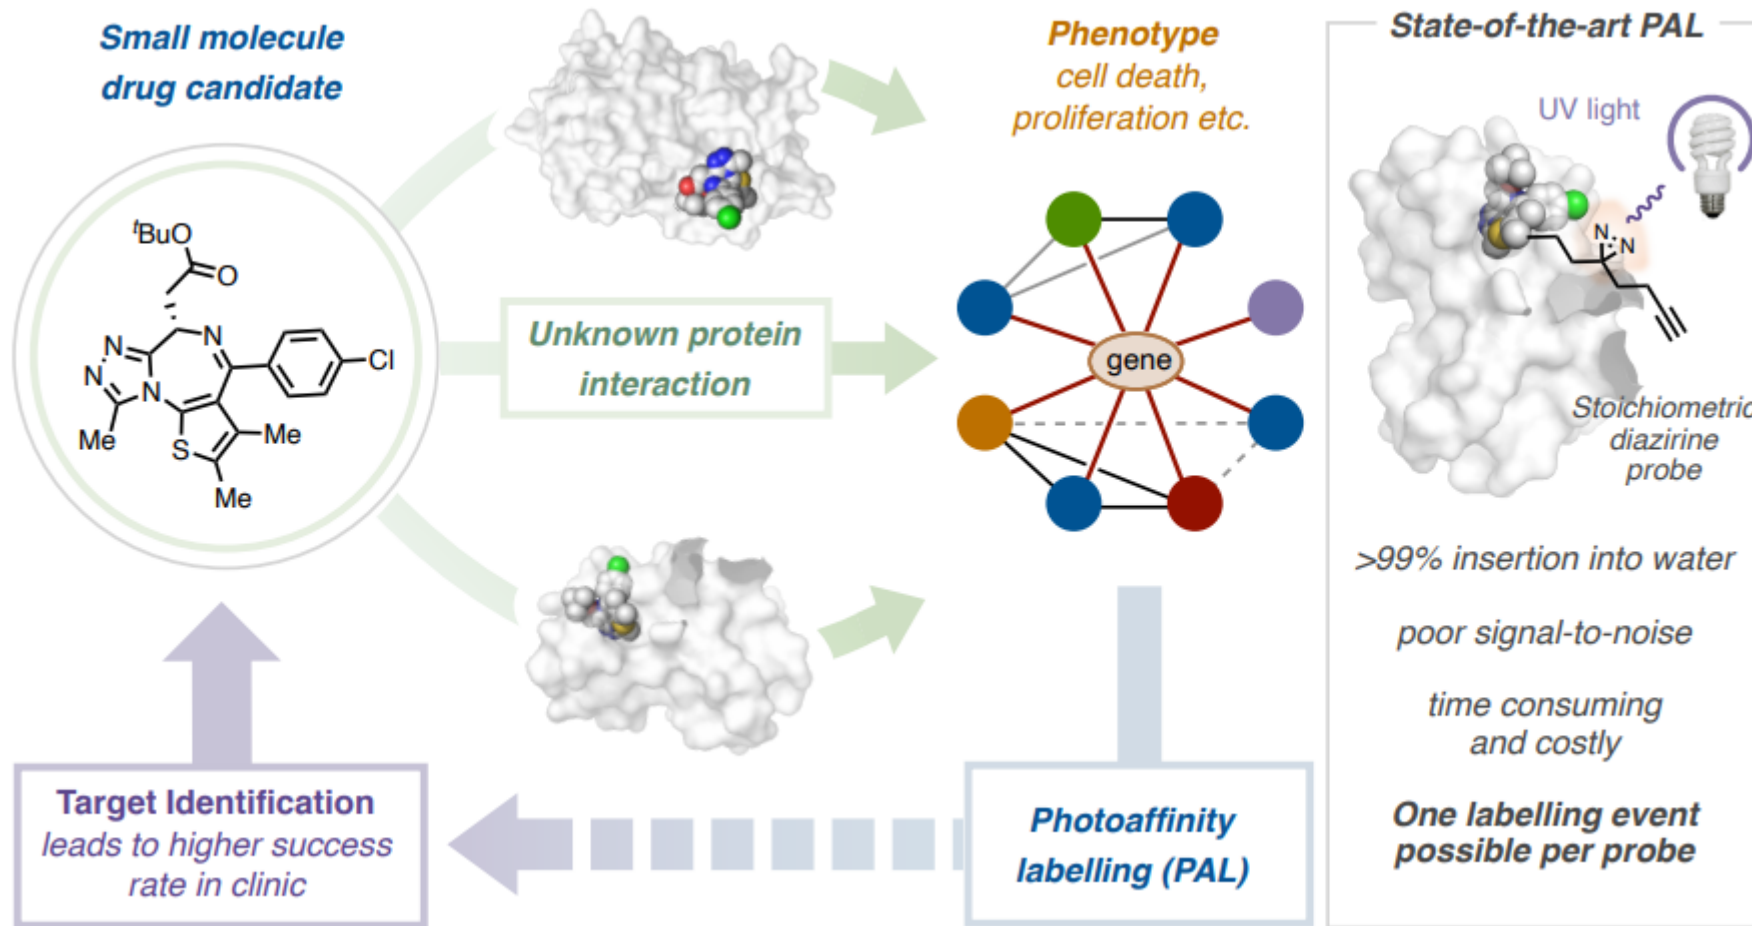 Small molecule
drug candidate
Phenotype
cell death,
proliferation etc.
State-of-the-art PAL
UV light
ᵗBuO
O
N
N
N
N
Cl
Me
S
Me
Me
Unknown protein
interaction
gene
N
N
Stoichiometric
diazirine
probe
>99% insertion into water
poor signal-to-noise
time consuming
and costly
One labelling event
possible per probe
Target Identification
leads to higher success
rate in clinic
Photoaffinity
labelling (PAL)